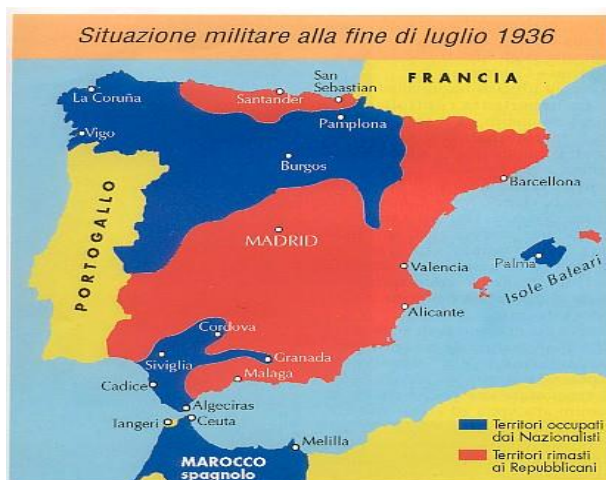 Situazione militare alla fine di luglio 1936
La Coruña
Santander
San
Sebastian
FRANCIA
Vigo
Pamplona
Burgos
Barcellona
PORTOGALLO
MADRID
Valencia
Palma
Isole Baleari
Alicante
Cordova
Siviglia
Granada
Malaga
Cadice
Algeciras
Tangeri
Ceuta
Melilla
MAROCCO
spagnolo
Territori occupati
dai Nazionalisti
Territori rimasti
ai Repubblicani